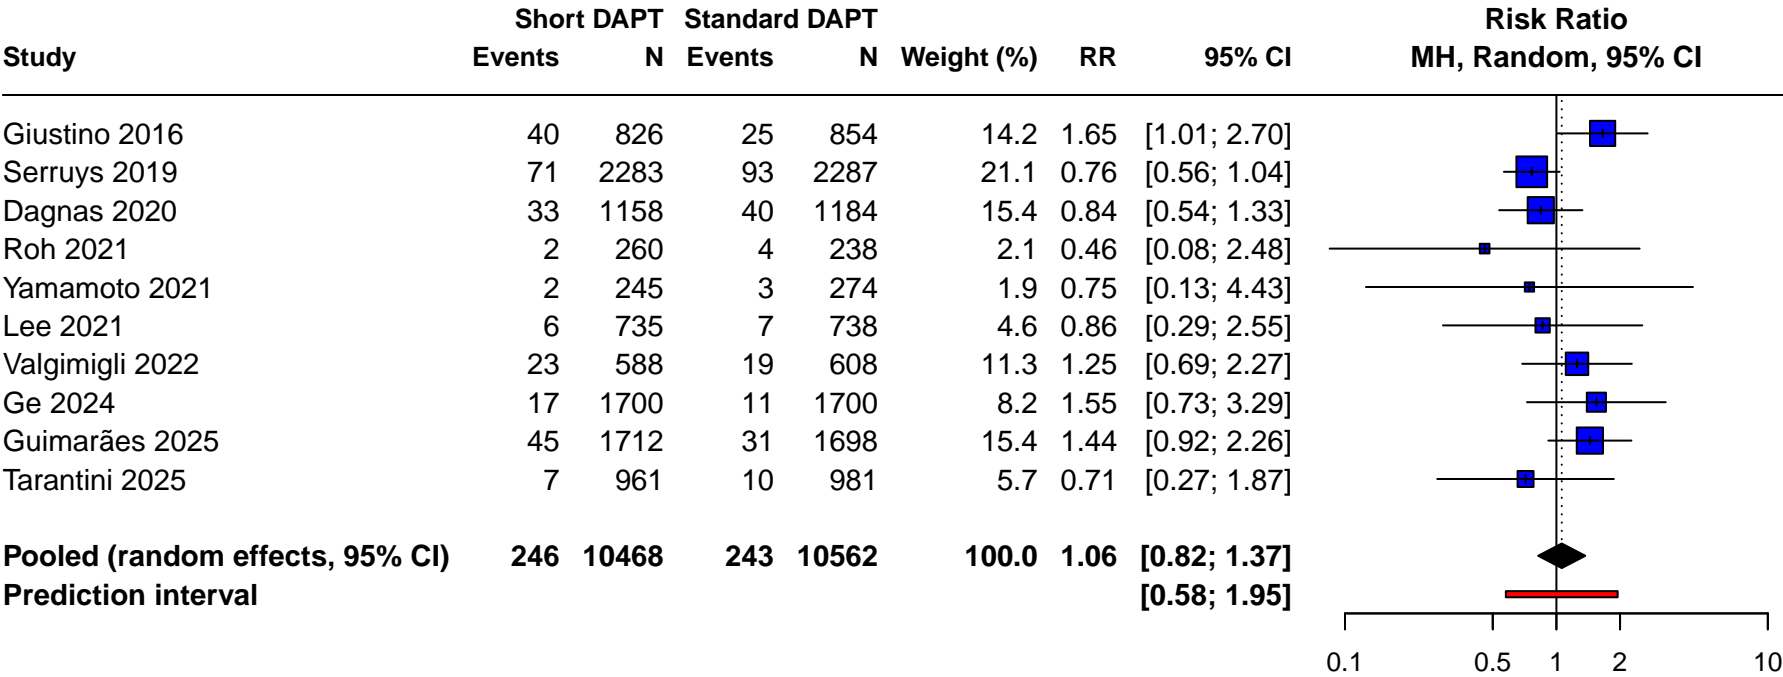 Short DAPT Standard DAPT Risk Ratio
Study Events N Events N Weight (%) RR 95% CI MH, Random, 95% CI
Giustino 2016 40 826 25 854 14.2 1.65 [1.01; 2.70]
Serruys 2019 71 2283 93 2287 21.1 0.76 [0.56; 1.04]
Dagnas 2020 33 1158 40 1184 15.4 0.84 [0.54; 1.33]
Roh 2021 2 260 4 238 2.1 0.46 [0.08; 2.48]
Yamamoto 2021 2 245 3 274 1.9 0.75 [0.13; 4.43]
Lee 2021 6 735 7 738 4.6 0.86 [0.29; 2.55]
Valgimigli 2022 23 588 19 608 11.3 1.25 [0.69; 2.27]
Ge 2024 17 1700 11 1700 8.2 1.55 [0.73; 3.29]
Guimarães 2025 45 1712 31 1698 15.4 1.44 [0.92; 2.26]
Tarantini 2025 7 961 10 981 5.7 0.71 [0.27; 1.87]
Pooled (random effects, 95% CI) 246 10468 243 10562 100.0 1.06 [0.82; 1.37]
Prediction interval [0.58; 1.95]
0.1 0.5 1 2 10